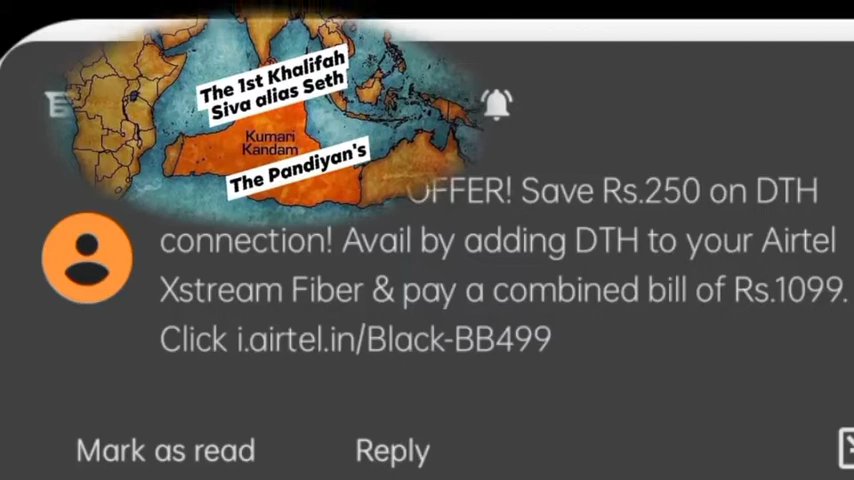 The 1st Khalifah
Siva alias Seth
Kumari
Kandam
The Pandiyan's
OFFER! Save Rs.250 on DTH
connection! Avail by adding DTH to your Airtel
Xstream Fiber & pay a combined bill of Rs.1099.
Click i.airtel.in/Black-BB499
Mark as read
Reply